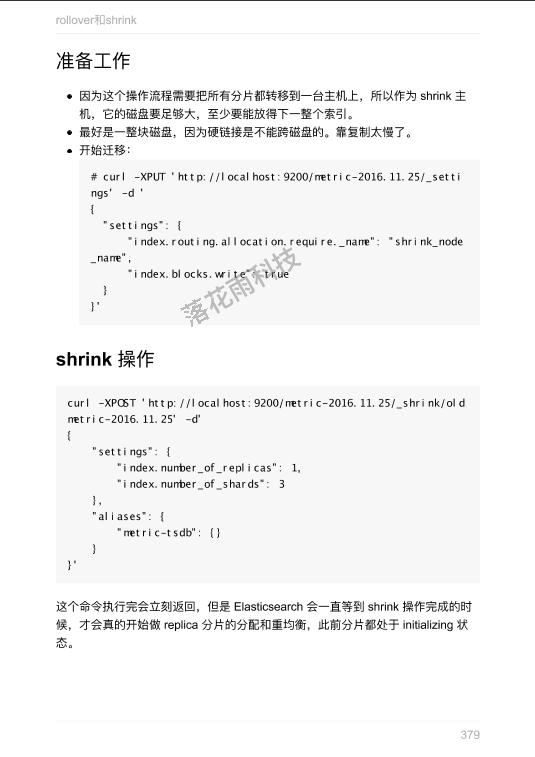 rollover和shrink
准备工作
● 因为这个操作流程需要把所有分片都转移到一台主机上，所以作为 shrink 主
机，它的磁盘要足够大，至少要能放得下一整个索引。
● 最好是一整块磁盘，因为硬链接是不能跨磁盘的。靠复制太慢了。
● 开始迁移：
# curl -XPUT 'http://localhost:9200/metric-2016.11.25/_setti
ngs' -d '
{
"settings": {
"index.routing.allocation.require._name": "shrink_node
_name",
"index.blocks.write": true
}
}'
落花雨科技
shrink 操作
curl -XPOST 'http://localhost:9200/metric-2016.11.25/_shrink/old
metric-2016.11.25' -d'
{
"settings": {
"index.number_of_replicas": 1,
"index.number_of_shards": 3
},
"aliases": {
"metric-tsdb": {}
}
}'
这个命令执行完会立刻返回，但是 Elasticsearch 会一直等到 shrink 操作完成的时
候，才会真的开始做 replica 分片的分配和重均衡，此前分片都处于 initializing 状
态。
379